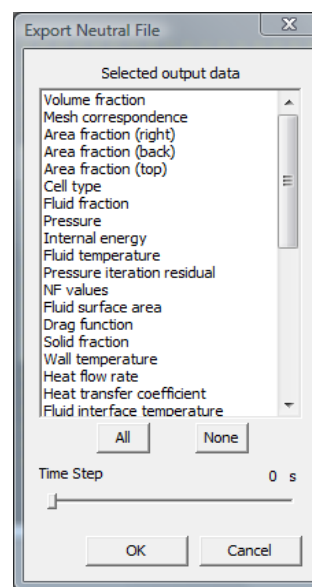 Export Neutral File
Selected output data
Volume fraction
Mesh correspondence
Area fraction (right)
Area fraction (back)
Area fraction (top)
Cell type
Fluid fraction
Pressure
Internal energy
Fluid temperature
Pressure iteration residual
NF values
Fluid surface area
Drag function
Solid fraction
Wall temperature
Heat flow rate
Heat transfer coefficient
Fluid interface temperature
All None
Time Step 0 s
OK Cancel